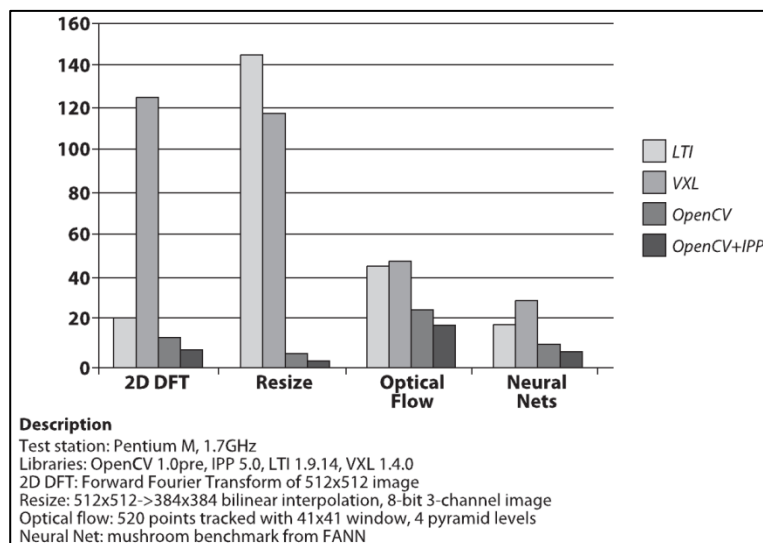 160
140
120
100
80
60
40
20
0
2D DFT
Resize
Optical
Flow
Neural
Nets
LTI
VXL
OpenCV
OpenCV+IPP
Description
Test station: Pentium M, 1.7GHz
Libraries: OpenCV 1.0pre, IPP 5.0, LTI 1.9.14, VXL 1.4.0
2D DFT: Forward Fourier Transform of 512x512 image
Resize: 512x512->384x384 bilinear interpolation, 8-bit 3-channel image
Optical flow: 520 points tracked with 41x41 window, 4 pyramid levels
Neural Net: mushroom benchmark from FANN